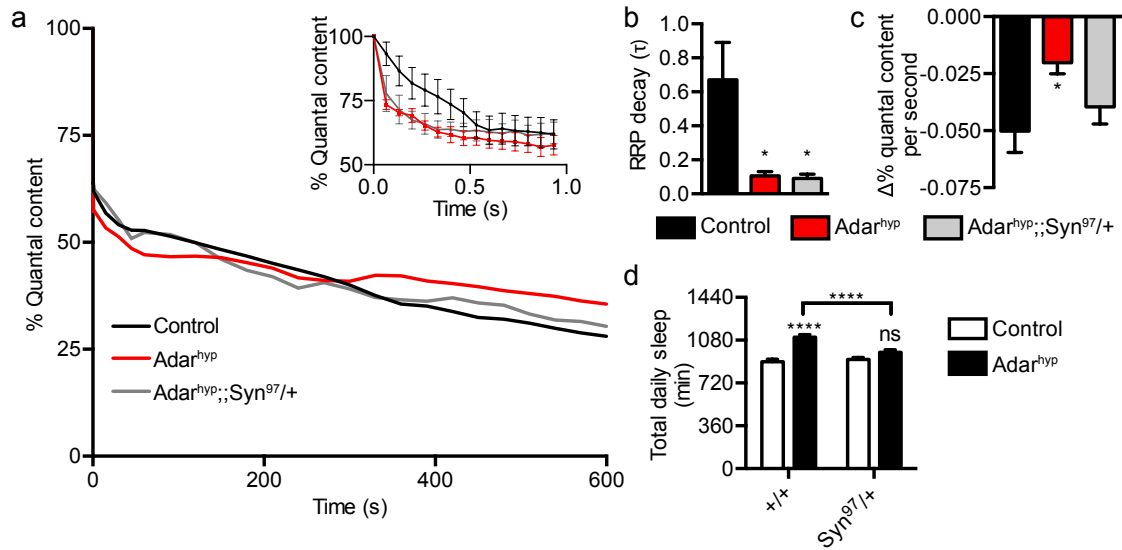 a
% Quantal content
100
75
50
25
0
0
200
400
600
Time (s)
Control
Adarhyp
Adarhyp;;Syn97/+
% Quantal content
100
75
50
0.0
0.5
1.0
Time (s)
b
RRP decay (τ)
1.0
0.8
0.6
0.4
0.2
0.0
*
*
c
Δ% quantal content
per second
0.000
-0.025
-0.050
-0.075
*
Control
Adarhyp
Adarhyp;;Syn97/+
d
Total daily sleep
(min)
1440
1080
720
360
0
****
****
ns
+/+
Syn97/+
Control
Adarhyp